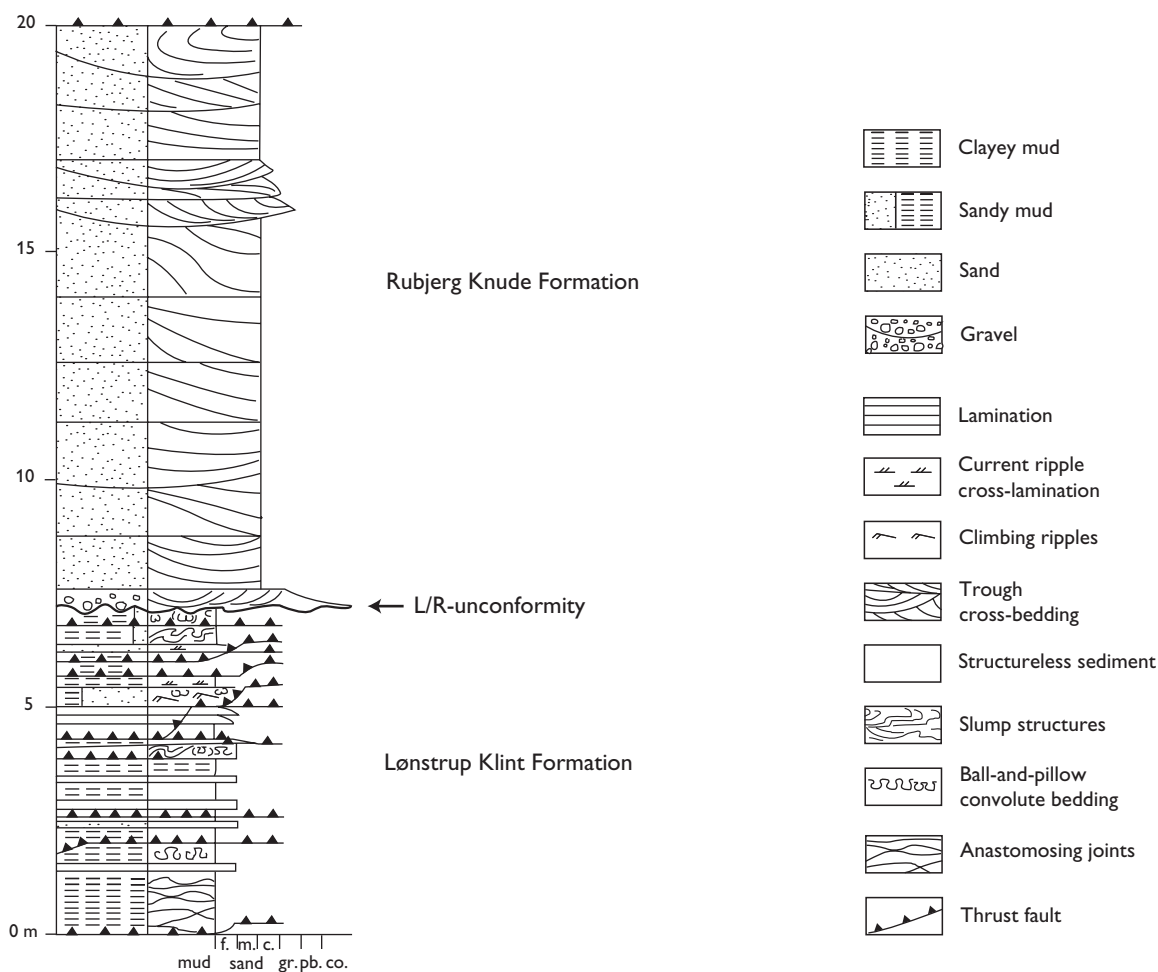 20
15
10
5
0 m
Rubjerg Knude Formation
L/R-unconformity
Lønstrup Klint Formation
f. m. c.
mud sand gr. pb. co.
Clayey mud
Sandy mud
Sand
Gravel
Lamination
Current ripple
cross-lamination
Climbing ripples
Trough
cross-bedding
Structureless sediment
Slump structures
Ball-and-pillow
convolute bedding
Anastomosing joints
Thrust fault